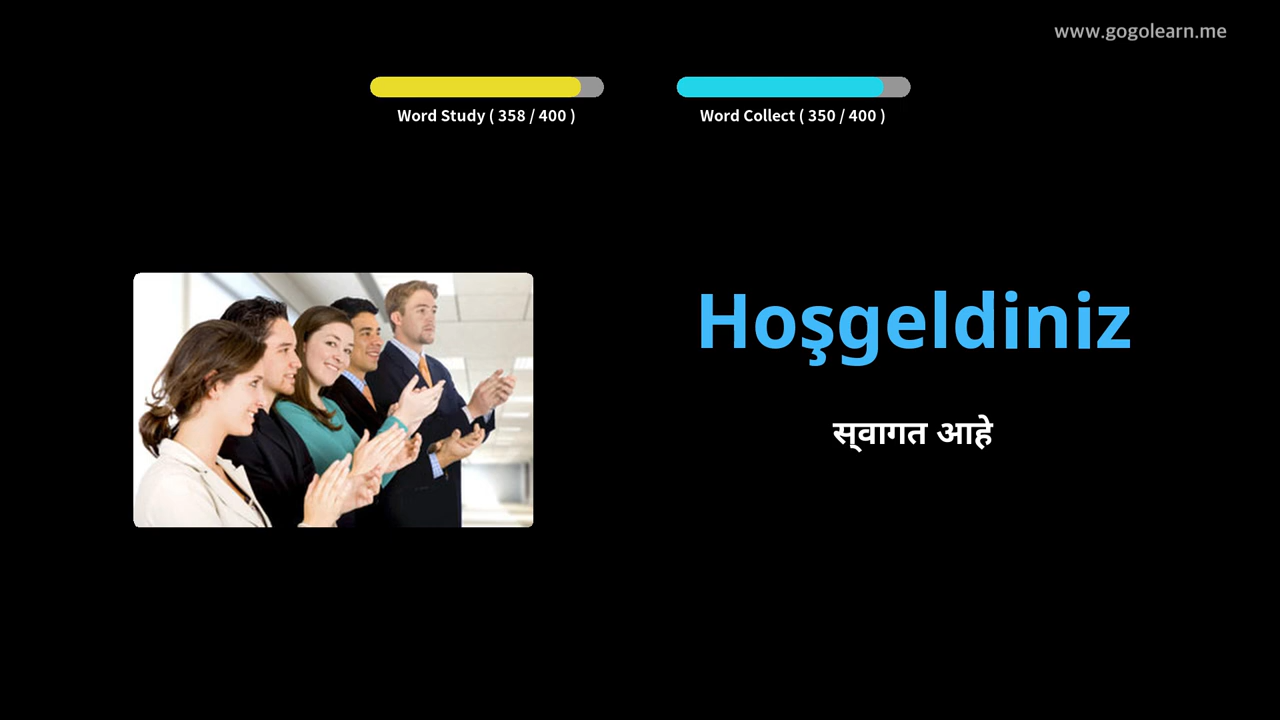 www.gogolearn.me
Word Study ( 358 / 400 )
Word Collect ( 350 / 400 )
Hoşgeldiniz
स्वागत आहे